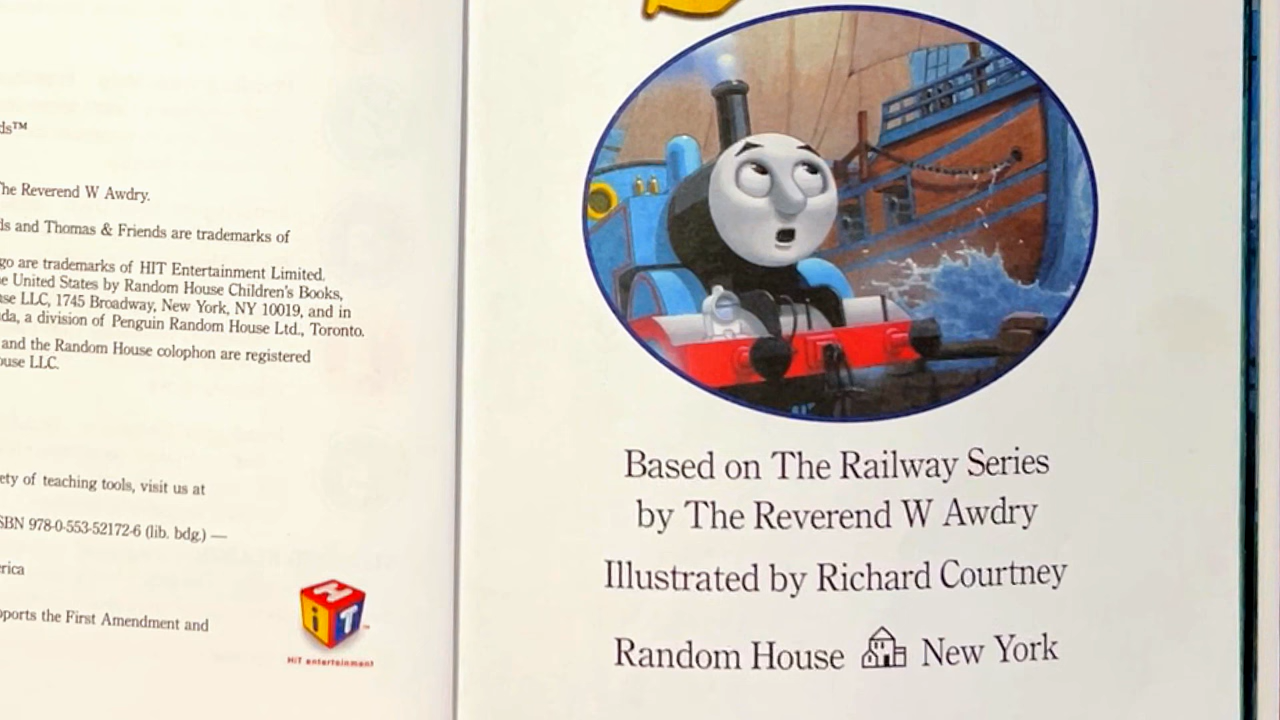 ds™
The Reverend W Awdry.
ds and Thomas & Friends are trademarks of
go are trademarks of HIT Entertainment Limited.
e United States by Random House Children's Books,
se LLC, 1745 Broadway, New York, NY 10019, and in
da, a division of Penguin Random House Ltd., Toronto.
and the Random House colophon are registered
ouse LLC.
ety of teaching tools, visit us at
SBN 978-0-553-52172-6 (lib. bdg.) —
erica
pports the First Amendment and
HiT
™
HiT entertainment
Based on The Railway Series
by The Reverend W Awdry
Illustrated by Richard Courtney
Random House New York